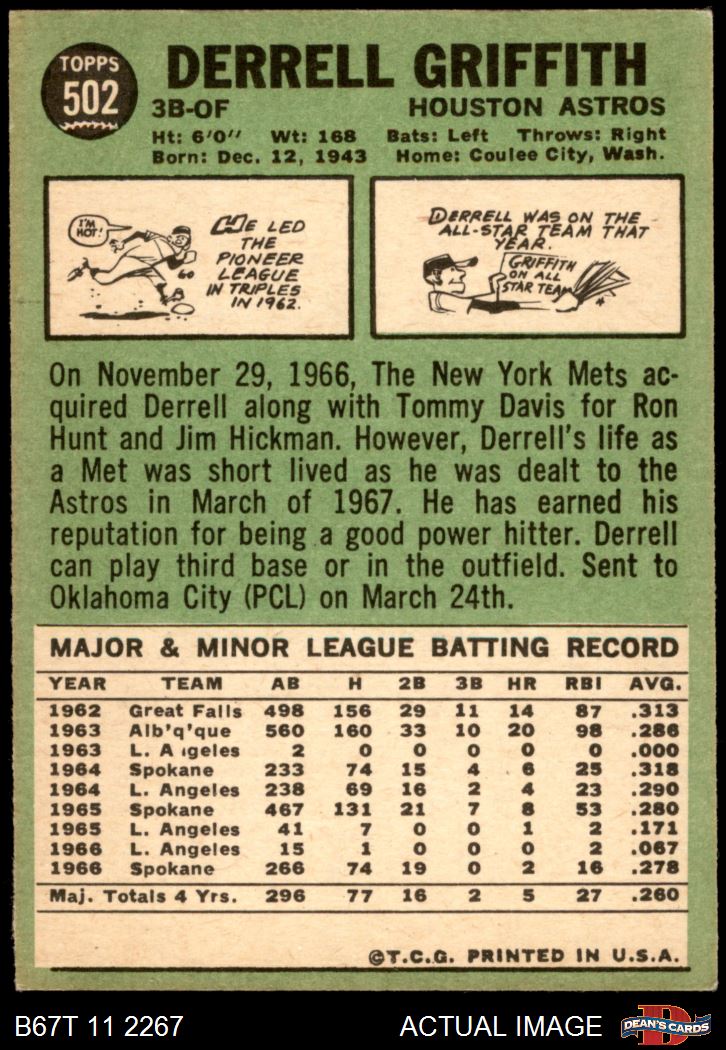 TOPPS
502
DERRELL GRIFFITH
3B-OF HOUSTON ASTROS
Ht: 6'0" Wt: 168 Bats: Left Throws: Right
Born: Dec. 12, 1943 Home: Coulee City, Wash.
I'M
HOT!
HE LED
THE
PIONEER
LEAGUE
IN TRIPLES
IN 1962.
DERRELL WAS ON THE
ALL-STAR TEAM THAT
YEAR.
GRIFFITH
ON ALL
STAR TEAM
On November 29, 1966, The New York Mets ac-
quired Derrell along with Tommy Davis for Ron
Hunt and Jim Hickman. However, Derrell's life as
a Met was short lived as he was dealt to the
Astros in March of 1967. He has earned his
reputation for being a good power hitter. Derrell
can play third base or in the outfield. Sent to
Oklahoma City (PCL) on March 24th.
MAJOR & MINOR LEAGUE BATTING RECORD
YEAR TEAM AB H 2B 3B HR RBI AVG.
1962 Great Falls 498 156 29 11 14 87 .313
1963 Alb'q'que 560 160 33 10 20 98 .286
1963 L. A geles 2 0 0 0 0 0 .000
1964 Spokane 233 74 15 4 6 25 .318
1964 L. Angeles 238 69 16 2 4 23 .290
1965 Spokane 467 131 21 7 8 53 .280
1965 L. Angeles 41 7 0 0 1 2 .171
1966 L. Angeles 15 1 0 0 0 2 .067
1966 Spokane 266 74 19 0 2 16 .278
Maj. Totals 4 Yrs. 296 77 16 2 5 27 .260
©T.C.G. PRINTED IN U.S.A.
B67T 11 2267 ACTUAL IMAGE
D
DEAN'S CARDS